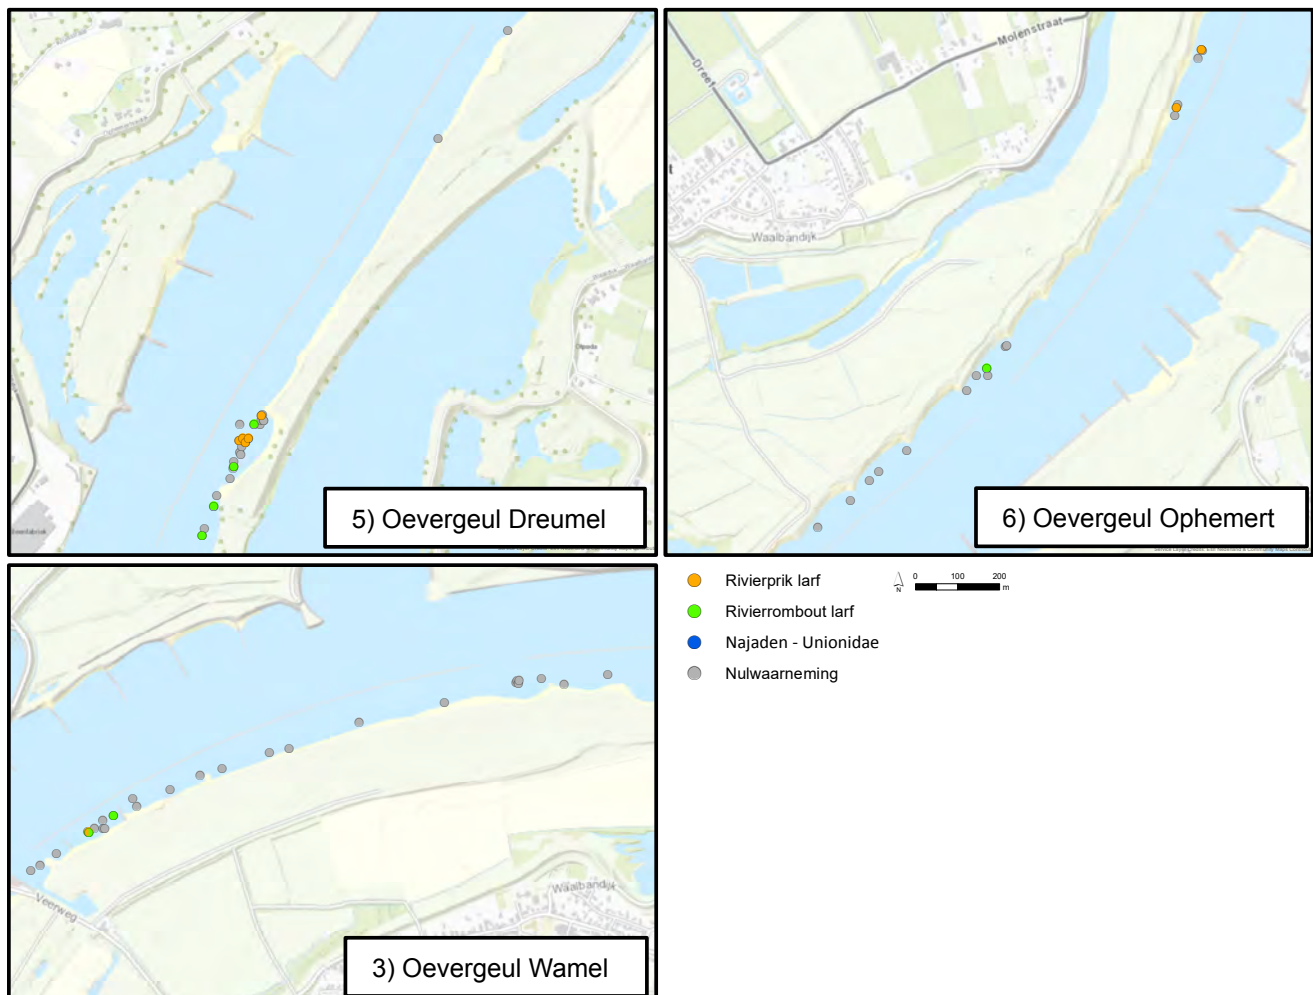 5) Oevergeul Dreumel
Dreef
Molenstraat
Waalbandijk
6) Oevergeul Ophemert
Veerweg
Waalbandijk
3) Oevergeul Wamel
Rivierprik larf
Rivierrombout larf
Najaden - Unionidae
Nulwaarneming
N
0 100 200
m